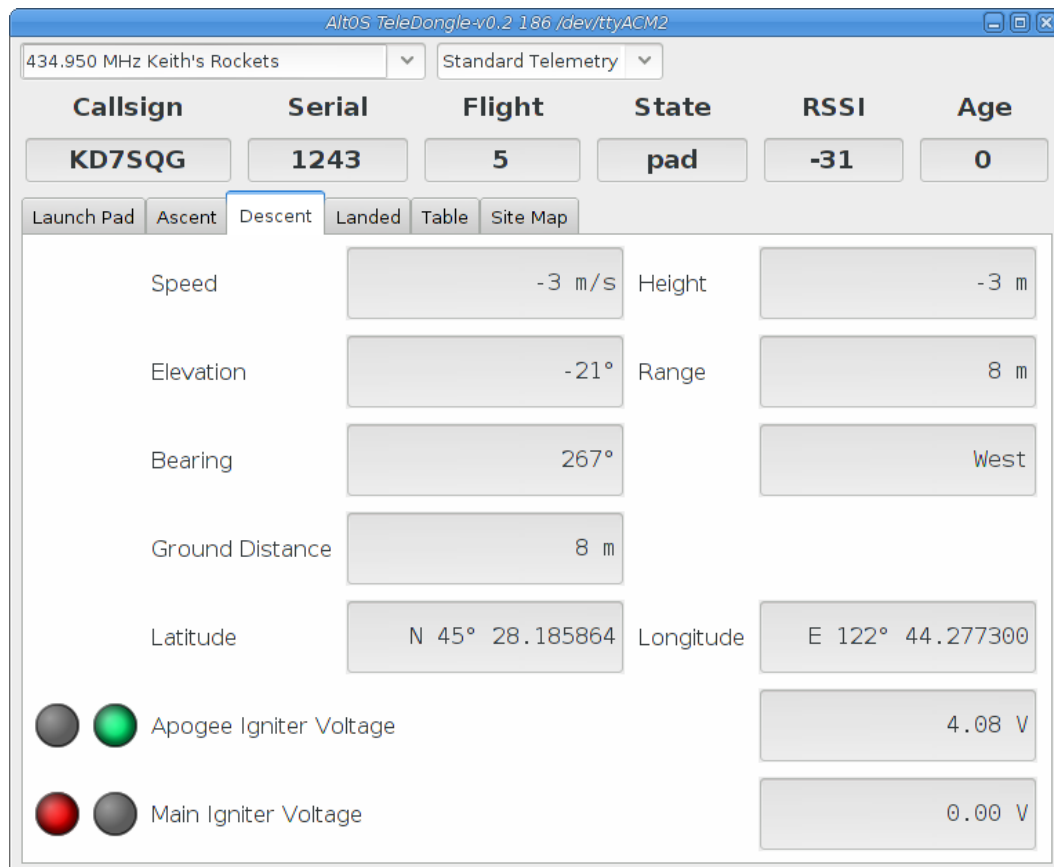 AltOS TeleDongle-v0.2 186 /dev/ttyACM2
434.950 MHz Keith's Rockets Standard Telemetry
Callsign Serial Flight State RSSI Age
KD7SQG 1243 5 pad -31 0
Launch Pad Ascent Descent Landed Table Site Map
Speed -3 m/s Height -3 m
Elevation -21° Range 8 m
Bearing 267° West
Ground Distance 8 m
Latitude N 45° 28.185864 Longitude E 122° 44.277300
Apogee Igniter Voltage 4.08 V
Main Igniter Voltage 0.00 V